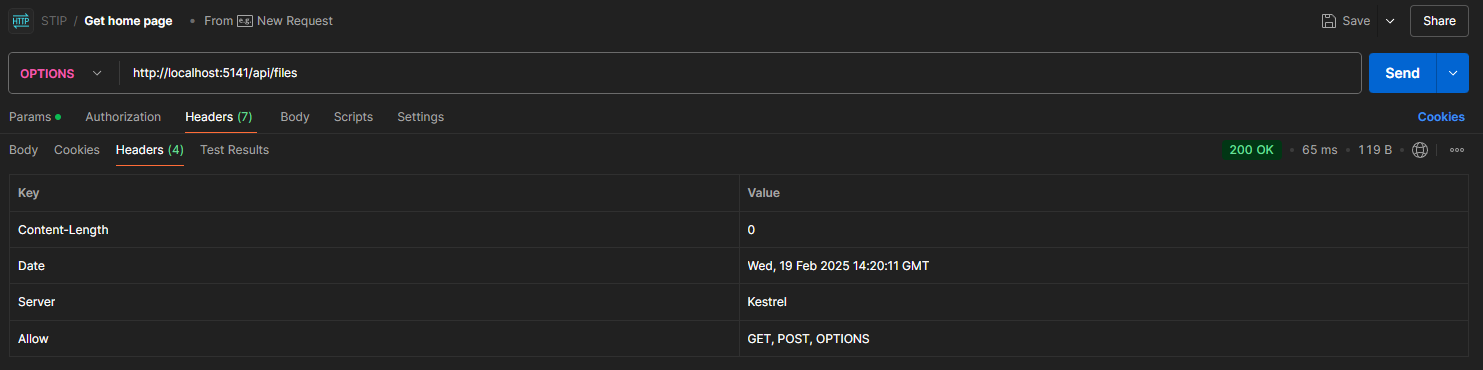 HTTP STIP / Get home page • From e.g. New Request Save Share
OPTIONS http://localhost:5141/api/files Send
Params • Authorization Headers (7) Body Scripts Settings Cookies
Body Cookies Headers (4) Test Results 200 OK • 65 ms • 119 B •
Key Value
Content-Length 0
Date Wed, 19 Feb 2025 14:20:11 GMT
Server Kestrel
Allow GET, POST, OPTIONS